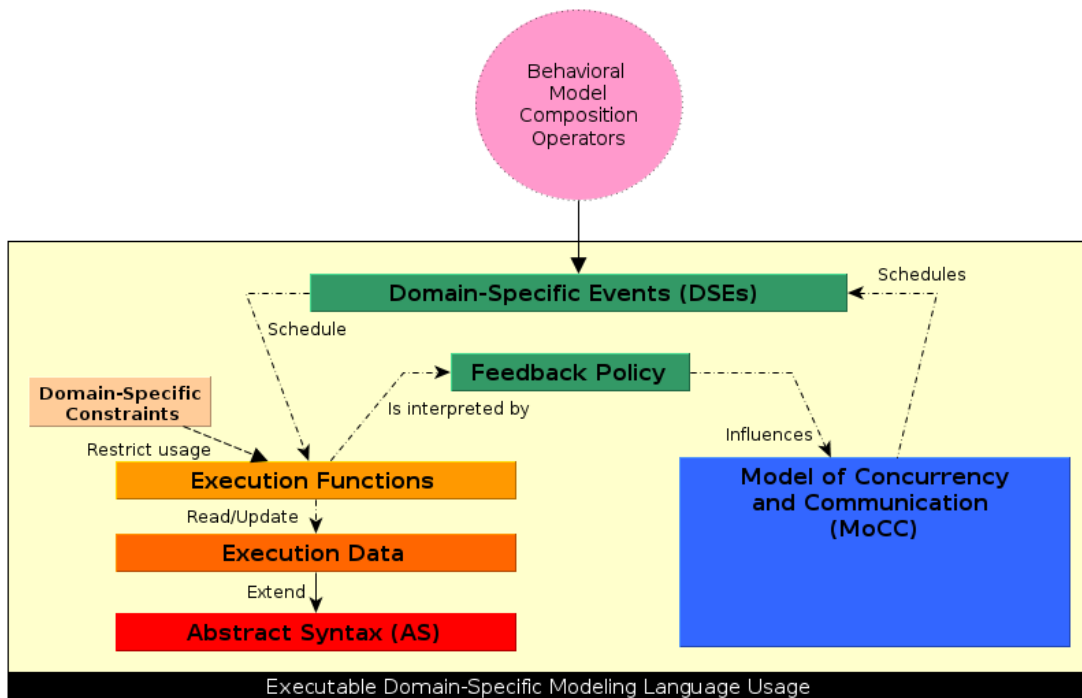 Behavioral
Model
Composition
Operators
Schedules
Domain-Specific Events (DSEs)
Schedule
Feedback Policy
Domain-Specific
Constraints
Is interpreted by
Influences
Restrict usage
Execution Functions
Model of Concurrency
and Communication
(MoCC)
Read/Update
Execution Data
Extend
Abstract Syntax (AS)
Executable Domain-Specific Modeling Language Usage